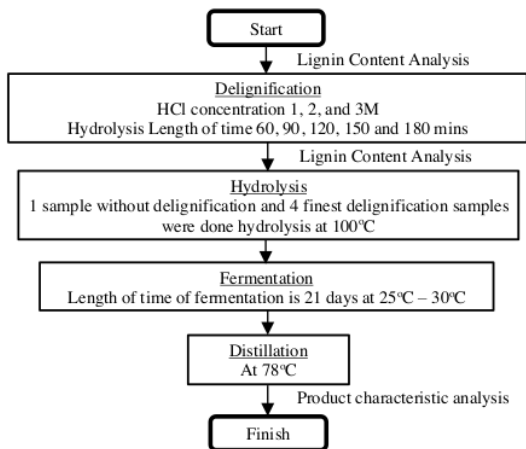 Start
Lignin Content Analysis
Delignification
HCl concentration 1, 2, and 3M
Hydrolysis Length of time 60, 90, 120, 150 and 180 mins
Lignin Content Analysis
Hydrolysis
1 sample without delignification and 4 finest delignification samples
were done hydrolysis at 100°C
Fermentation
Length of time of fermentation is 21 days at 25°C – 30°C
Distillation
At 78°C
Product characteristic analysis
Finish